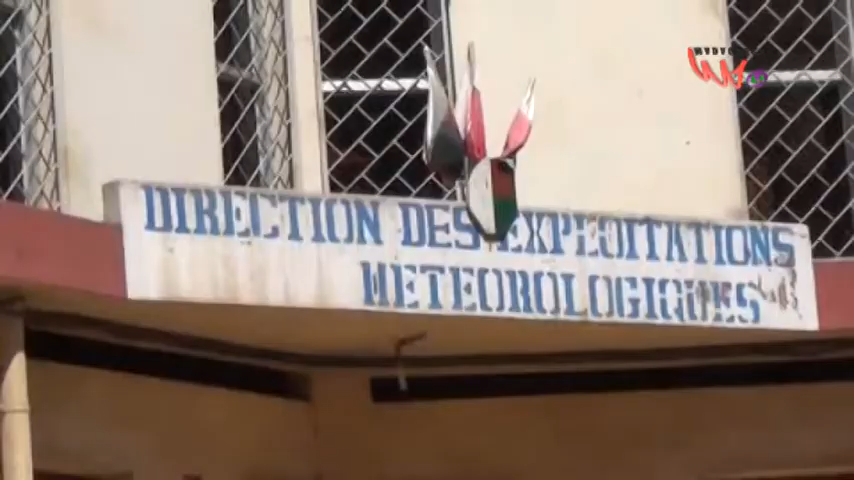 DIRECTION DES EXPLOITATIONS
METEOROLOGIQUES